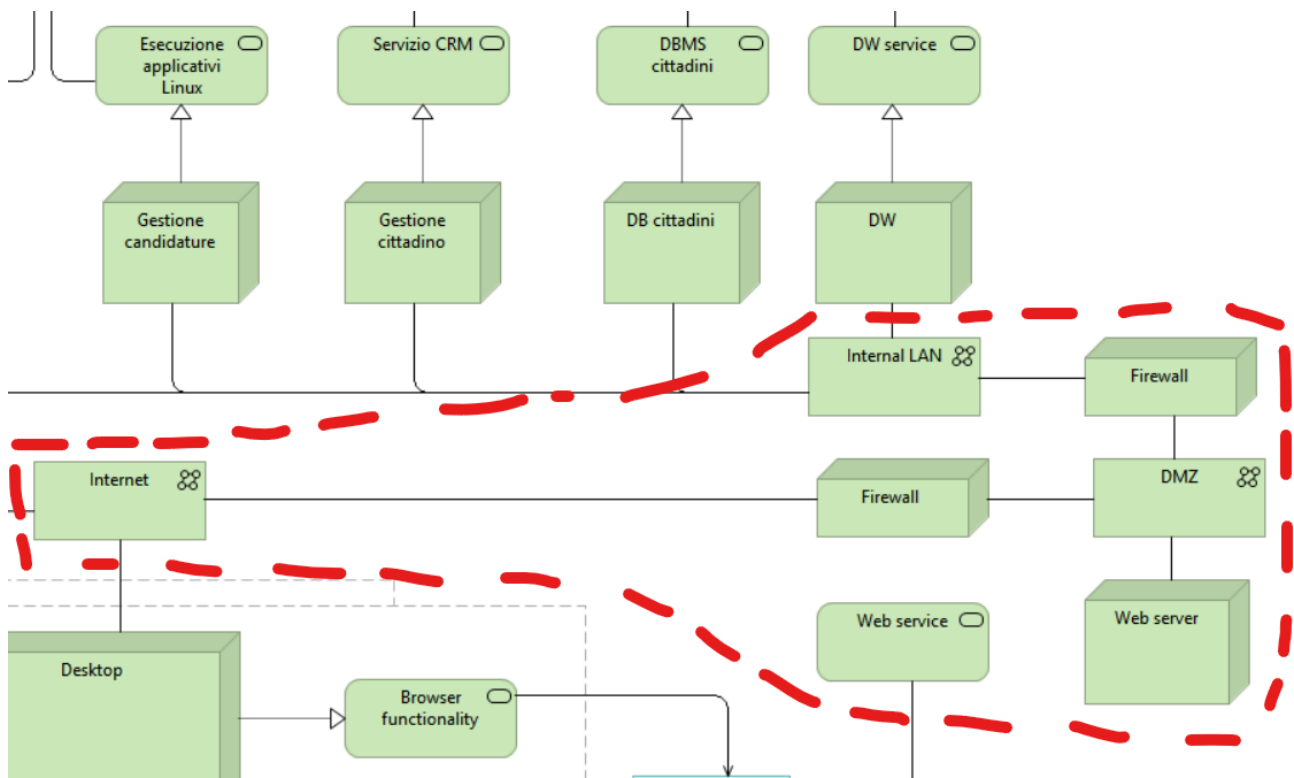 Esecuzione
applicativi
Linux
Servizio CRM
DBMS
cittadini
DW service
Gestione
candidature
Gestione
cittadino
DB cittadini
DW
Internal LAN
Firewall
Internet
Firewall
DMZ
Web service
Web server
Desktop
Browser
functionality